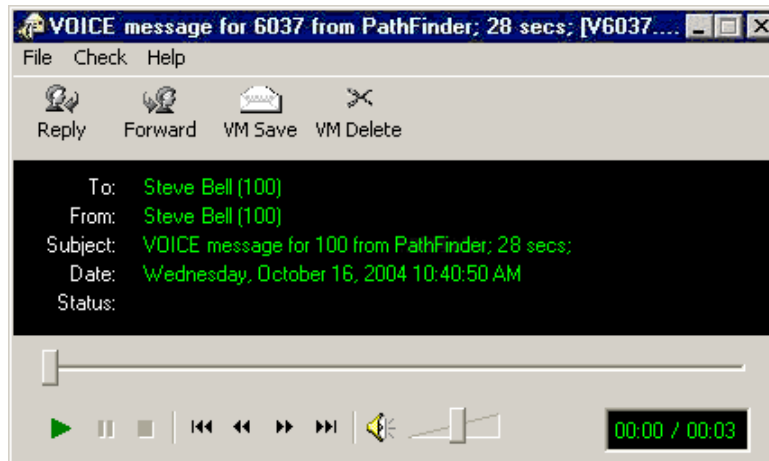 VOICE message for 6037 from PathFinder; 28 secs; [V6037....
File Check Help
Reply Forward VM Save VM Delete
To: Steve Bell (100)
From: Steve Bell (100)
Subject: VOICE message for 100 from PathFinder; 28 secs;
Date: Wednesday, October 16, 2004 10:40:50 AM
Status:
00:00 / 00:03